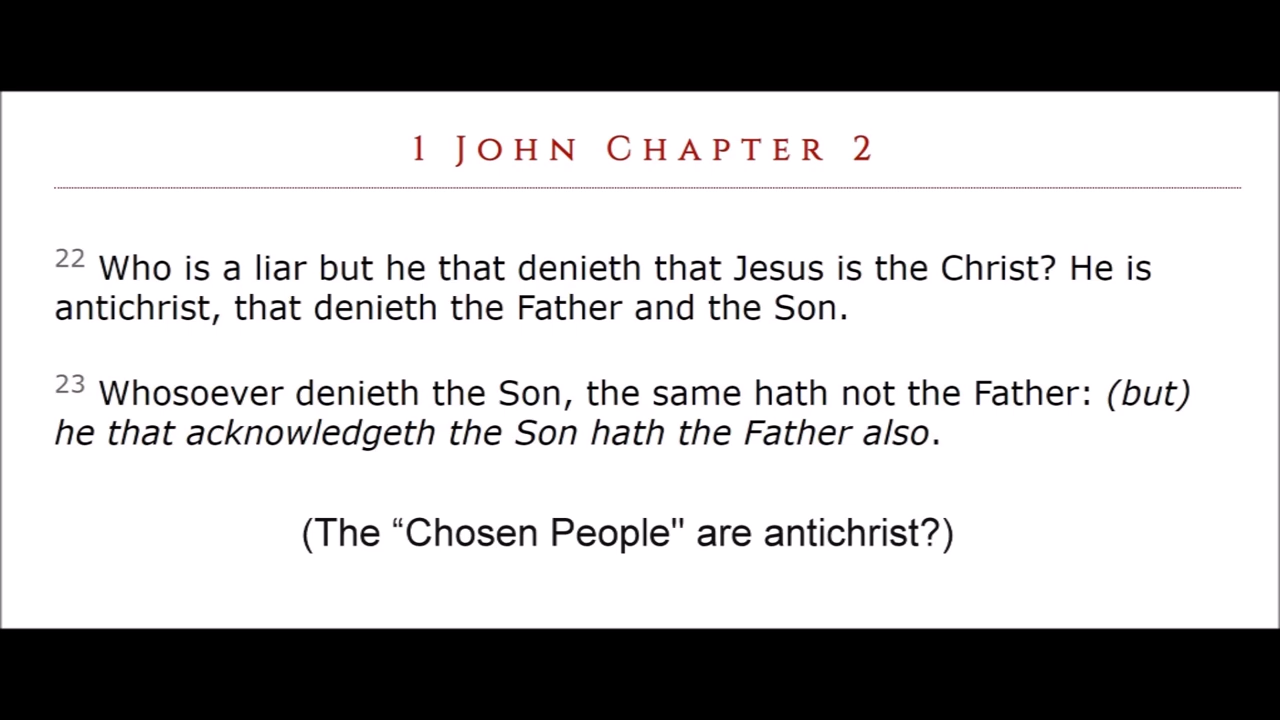 1 John Chapter 2
22 Who is a liar but he that denieth that Jesus is the Christ? He is
antichrist, that denieth the Father and the Son.
23 Whosoever denieth the Son, the same hath not the Father: (but)
he that acknowledgeth the Son hath the Father also.
(The “Chosen People" are antichrist?)